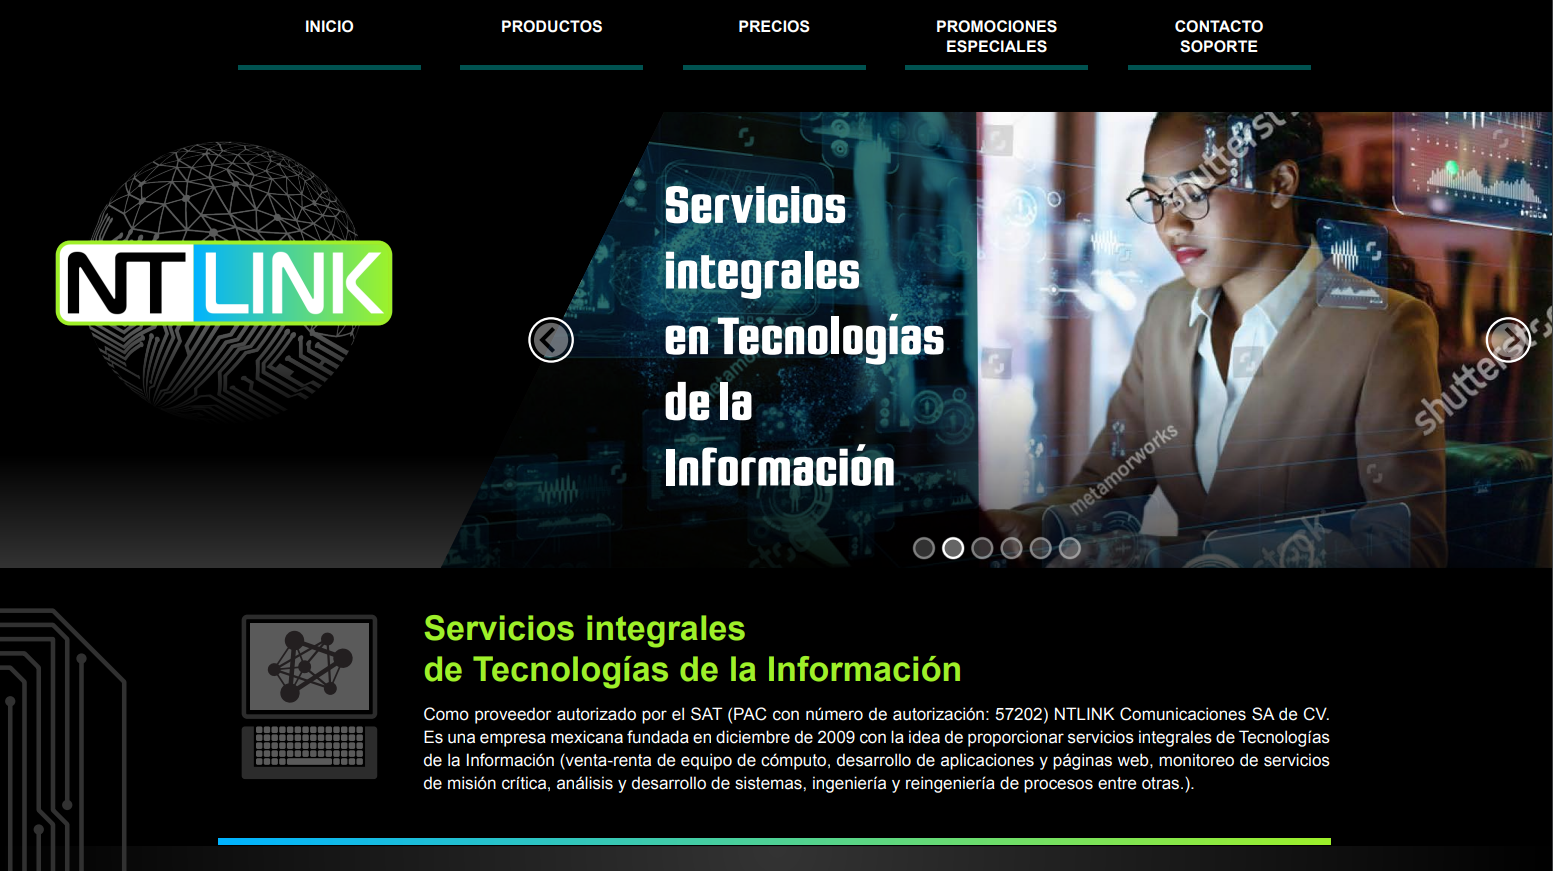 INICIO
PRODUCTOS
PRECIOS
PROMOCIONES
ESPECIALES
CONTACTO
SOPORTE
NTLINK
Servicios
integrales
en Tecnologías
de la
Información
shutterst
shutterst
metamorworks
metamorworks
Servicios integrales
de Tecnologías de la Información
Como proveedor autorizado por el SAT (PAC con número de autorización: 57202) NTLINK Comunicaciones SA de CV.
Es una empresa mexicana fundada en diciembre de 2009 con la idea de proporcionar servicios integrales de Tecnologías
de la Información (venta-renta de equipo de cómputo, desarrollo de aplicaciones y páginas web, monitoreo de servicios
de misión crítica, análisis y desarrollo de sistemas, ingeniería y reingeniería de procesos entre otras.).